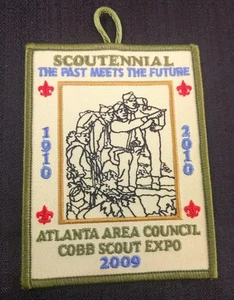 SCOUTENNIAL
THE PAST MEETS THE FUTURE
1910
2010
ATLANTA AREA COUNCIL
COBB SCOUT EXPO
2009